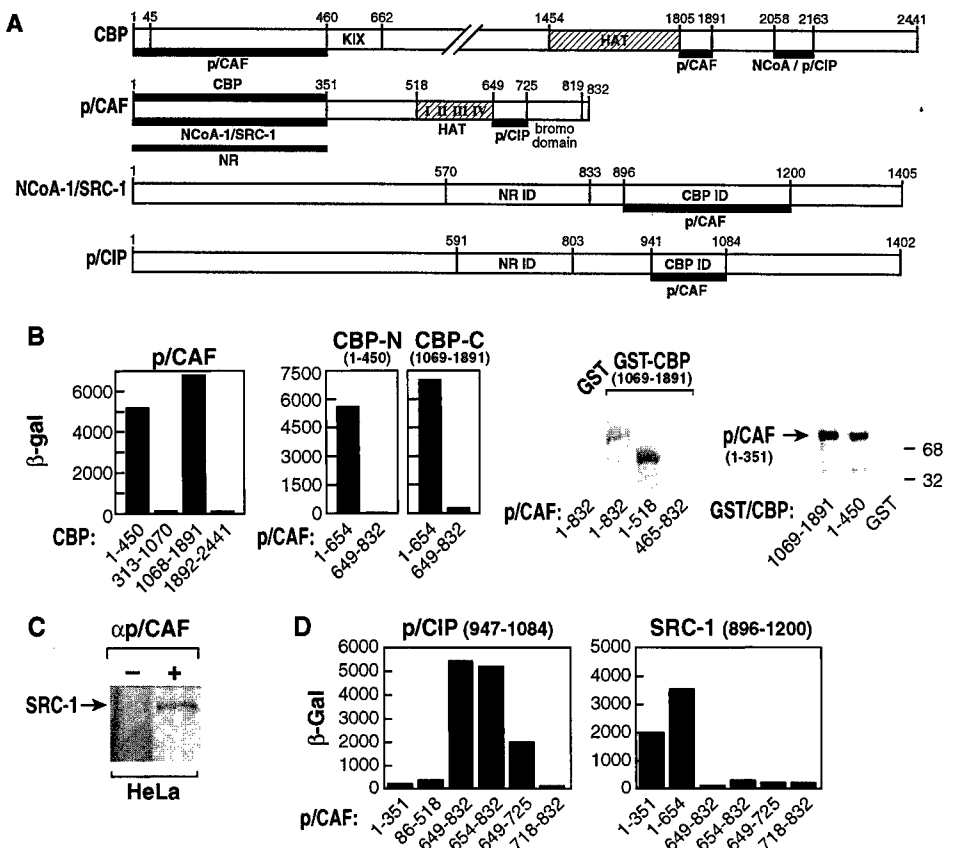 A
1 45 460 662 1454 1805 1891 2058 2163 2441
CBP KIX HAT
p/CAF p/CAF NCoA / p/CIP
1 CBP 351 518 649 725 819 832
p/CAF I II III IV
NCoA-1/SRC-1 HAT p/CIP bromo domain
NR
1 570 833 896 1200 1405
NCoA-1/SRC-1 NR ID CBP ID
p/CAF
1 591 803 941 1084 1402
p/CIP NR ID CBP ID
p/CAF
B
p/CAF
β-gal
6000
4000
2000
0
CBP: 1-450 313-1070 1068-1891 1892-2441
CBP-N CBP-C
(1-450) (1069-1891)
7500
6000
4500
3000
1500
0
p/CAF: 1-654 649-832 1-654 649-832
GST GST-CBP
(1069-1891)
p/CAF: 1-832 1-832 1-518 465-832
p/CAF
(1-351)
68
32
GST/CBP: 1069-1891 1-450 GST
C
αp/CAF
− +
SRC-1
HeLa
D
p/CIP (947-1084)
β-Gal
6000
5000
4000
3000
2000
1000
0
p/CAF: 1-351 86-518 649-832 654-832 649-725 718-832
SRC-1 (896-1200)
5000
4000
3000
2000
1000
0
1-351 1-654 649-832 654-832 649-725 718-832